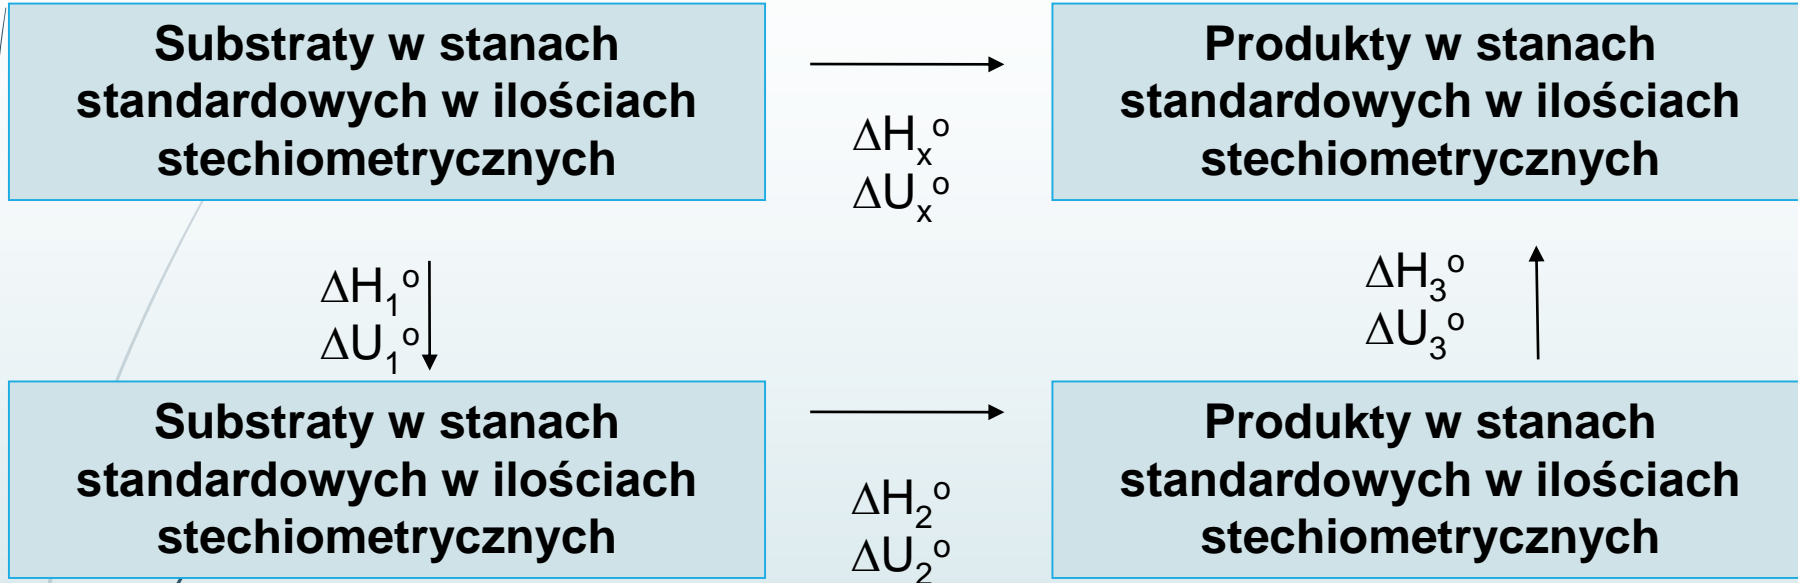 Substraty w stanach
standardowych w ilościach
stechiometrycznych
ΔHₓº
ΔUₓº
Produkty w stanach
standardowych w ilościach
stechiometrycznych
ΔH₁º
ΔU₁º
ΔH₃º
ΔU₃º
Substraty w stanach
standardowych w ilościach
stechiometrycznych
ΔH₂º
ΔU₂º
Produkty w stanach
standardowych w ilościach
stechiometrycznych